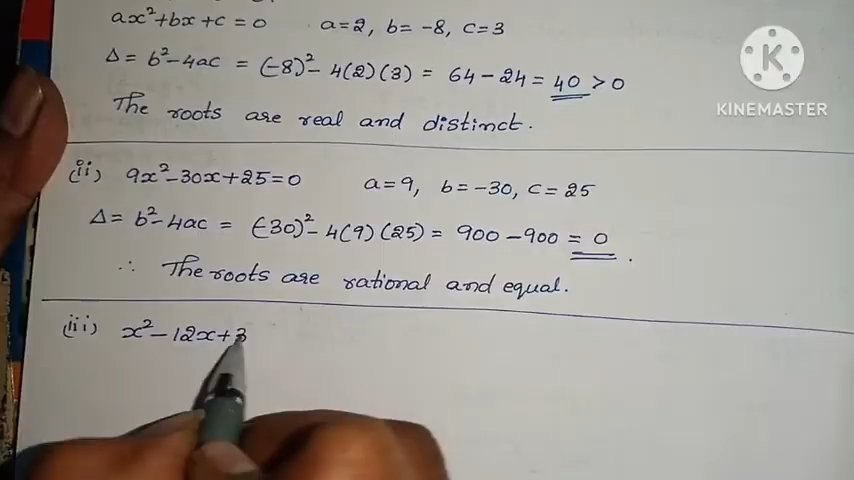 ax²+bx+c=0 a=2, b=-8, c=3
Δ= b²-4ac = (-8)²-4(2)(3) = 64-24= 40 >0
The roots are real and distinct.
(ii) 9x²-30x+25=0 a=9, b=-30, c=25
Δ= b²-4ac = (-30)²-4(9)(25)= 900-900=0.
∴ The roots are rational and equal.
(iii) x²-12x+3
K
KINEMASTER